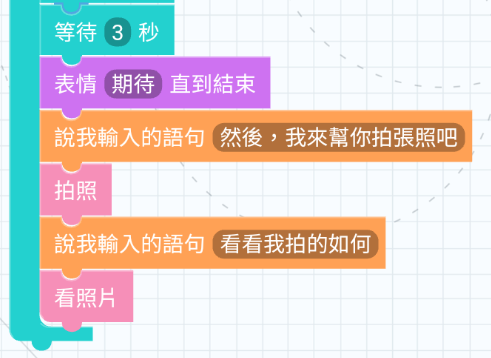 等待 3 秒
表情 期待 直到結束
說我輸入的語句 然後，我來幫你拍張照吧
拍照
說我輸入的語句 看看我拍的如何
看照片